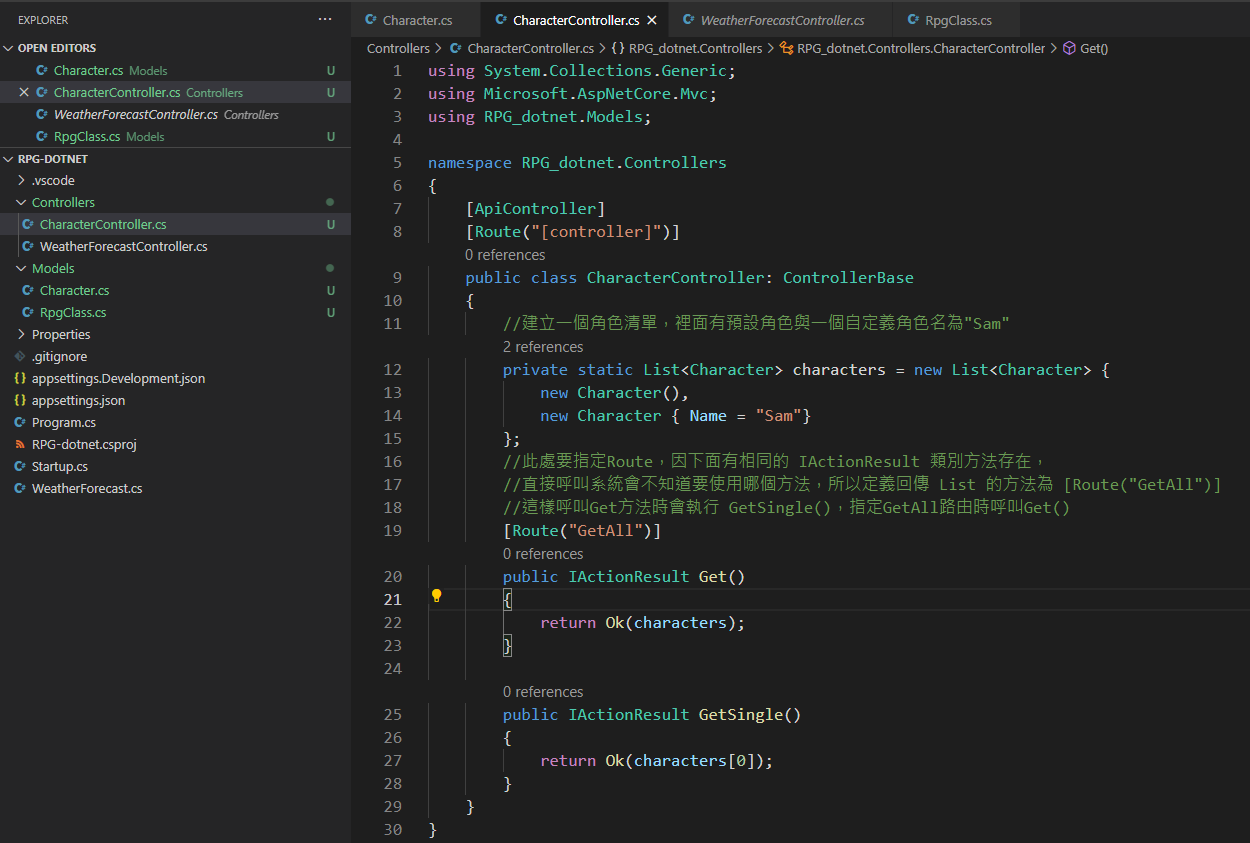 EXPLORER ...
OPEN EDITORS
Character.cs Models U
CharacterController.cs Controllers U
WeatherForecastController.cs Controllers
RpgClass.cs Models U
RPG-DOTNET
.vscode
Controllers
CharacterController.cs U
WeatherForecastController.cs
Models
Character.cs U
RpgClass.cs U
Properties
.gitignore
appsettings.Development.json
appsettings.json
Program.cs
RPG-dotnet.csproj
Startup.cs
WeatherForecast.cs
Character.cs CharacterController.cs WeatherForecastController.cs RpgClass.cs
Controllers > CharacterController.cs > {} RPG_dotnet.Controllers > RPG_dotnet.Controllers.CharacterController > Get()
1 using System.Collections.Generic;
2 using Microsoft.AspNetCore.Mvc;
3 using RPG_dotnet.Models;
4
5 namespace RPG_dotnet.Controllers
6 {
7 [ApiController]
8 [Route("[controller]")]
0 references
9 public class CharacterController: ControllerBase
10 {
11 //建立一個角色清單，裡面有預設角色與一個自定義角色名為"Sam"
2 references
12 private static List<Character> characters = new List<Character> {
13 new Character(),
14 new Character { Name = "Sam"}
15 };
16 //此處要指定Route，因下面有相同的 IActionResult 類別方法存在，
17 //直接呼叫系統會不知道要使用哪個方法，所以定義回傳 List 的方法為 [Route("GetAll")]
18 //這樣呼叫Get方法時會執行 GetSingle()，指定GetAll路由時呼叫Get()
19 [Route("GetAll")]
0 references
20 public IActionResult Get()
21 {
22 return Ok(characters);
23 }
24
0 references
25 public IActionResult GetSingle()
26 {
27 return Ok(characters[0]);
28 }
29 }
30 }